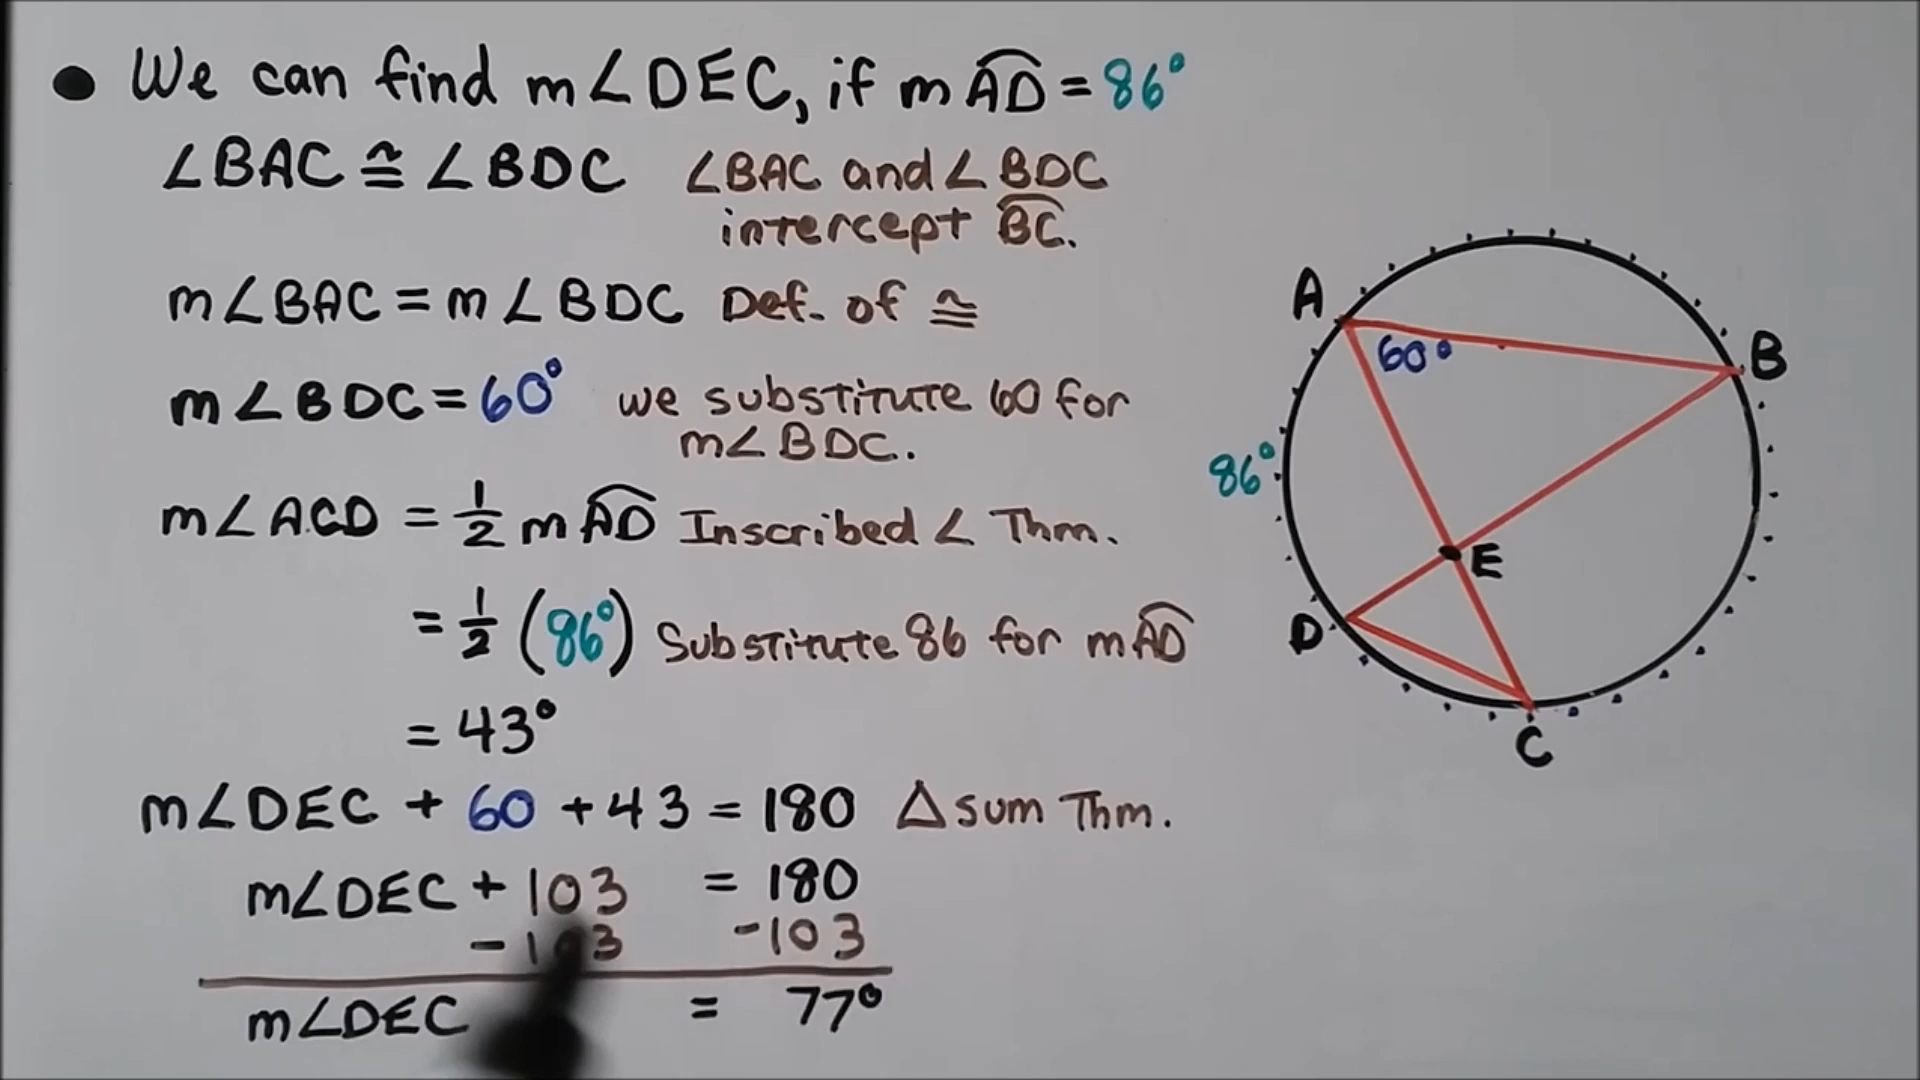 • We can find m∠DEC, if mAD͡ = 86°
∠BAC ≅ ∠BDC ∠BAC and ∠BDC
intercept BC͡.
m∠BAC = m∠BDC Def. of ≅
m∠BDC = 60° we substitute 60 for
m∠BDC.
m∠ACD = 1/2 mAD͡ Inscribed ∠ Thm.
= 1/2 (86°) Substitute 86 for mAD͡
= 43°
m∠DEC + 60 + 43 = 180 △ sum Thm.
m∠DEC + 103 = 180
-103 -103
m∠DEC = 77°
A
60°
B
86°
E
D
C